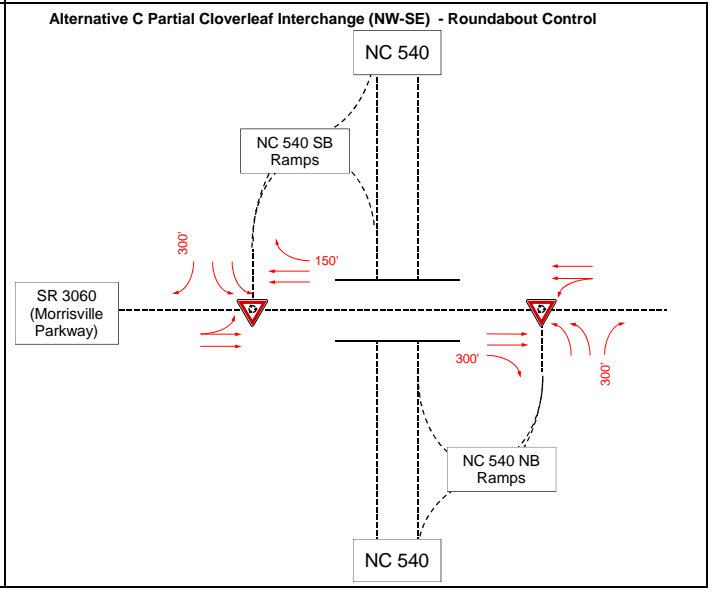 Alternative C Partial Cloverleaf Interchange (NW-SE) - Roundabout Control
NC 540
NC 540 SB
Ramps
300'
150'
SR 3060
(Morrisville
Parkway)
300'
300'
NC 540 NB
Ramps
NC 540